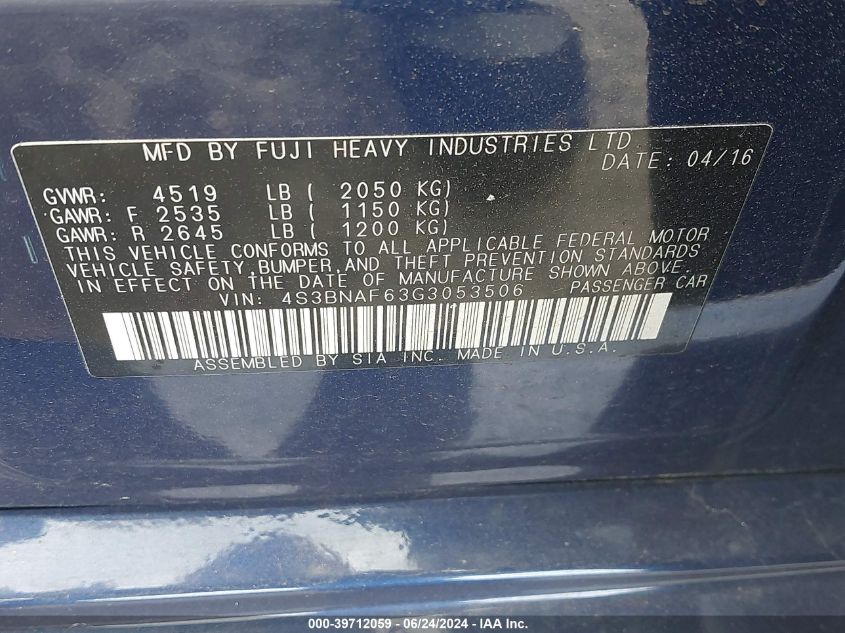 MFD BY FUJI HEAVY INDUSTRIES LTD
DATE: 04/16
GVWR: 4519 LB ( 2050 KG)
GAWR: F 2535 LB ( 1150 KG)
GAWR: R 2645 LB ( 1200 KG)
THIS VEHICLE CONFORMS TO ALL APPLICABLE FEDERAL MOTOR
VEHICLE SAFETY, BUMPER, AND THEFT PREVENTION STANDARDS
IN EFFECT ON THE DATE OF MANUFACTURE SHOWN ABOVE.
VIN: 4S3BNAF63G3053506 PASSENGER CAR
ASSEMBLED BY SIA INC. MADE IN U.S.A.
000-39712059 - 06/24/2024 - IAA Inc.